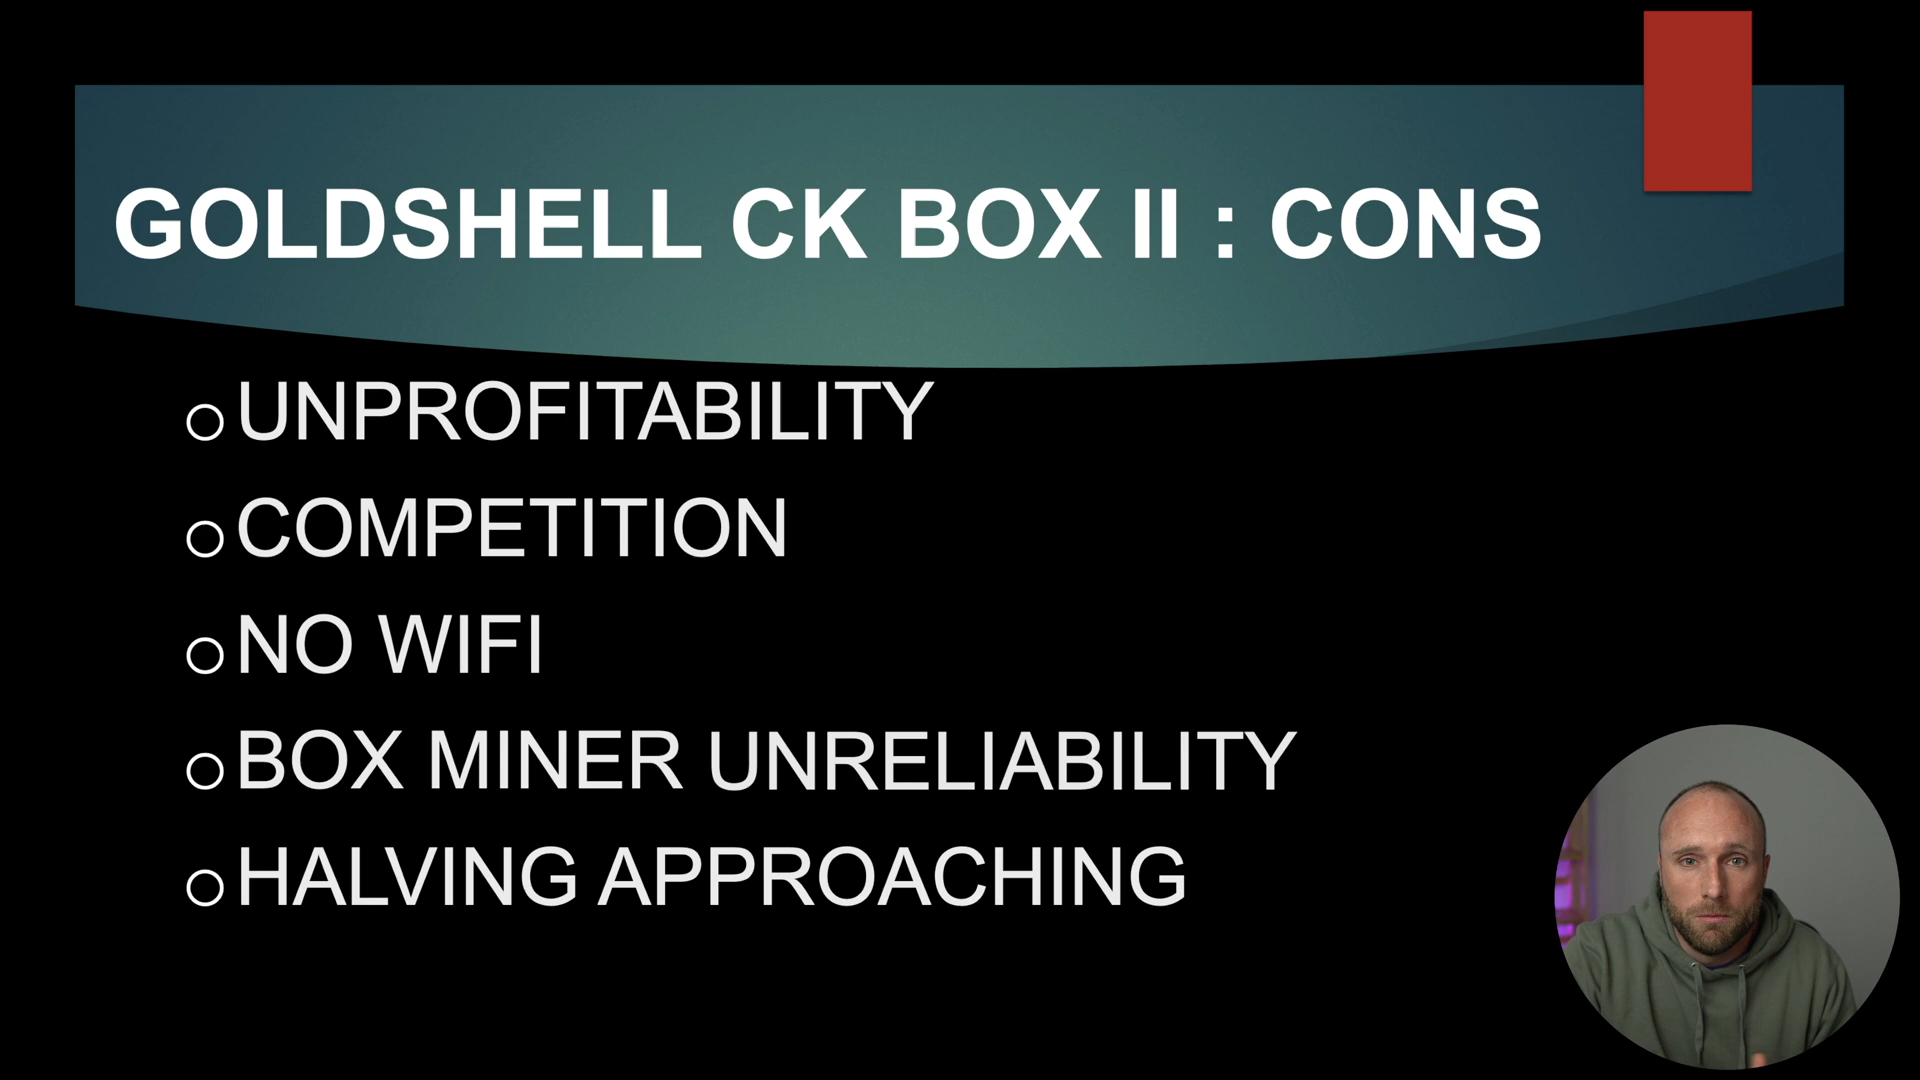 GOLDSHELL CK BOX II : CONS
UNPROFITABILITY
COMPETITION
NO WIFI
BOX MINER UNRELIABILITY
HALVING APPROACHING